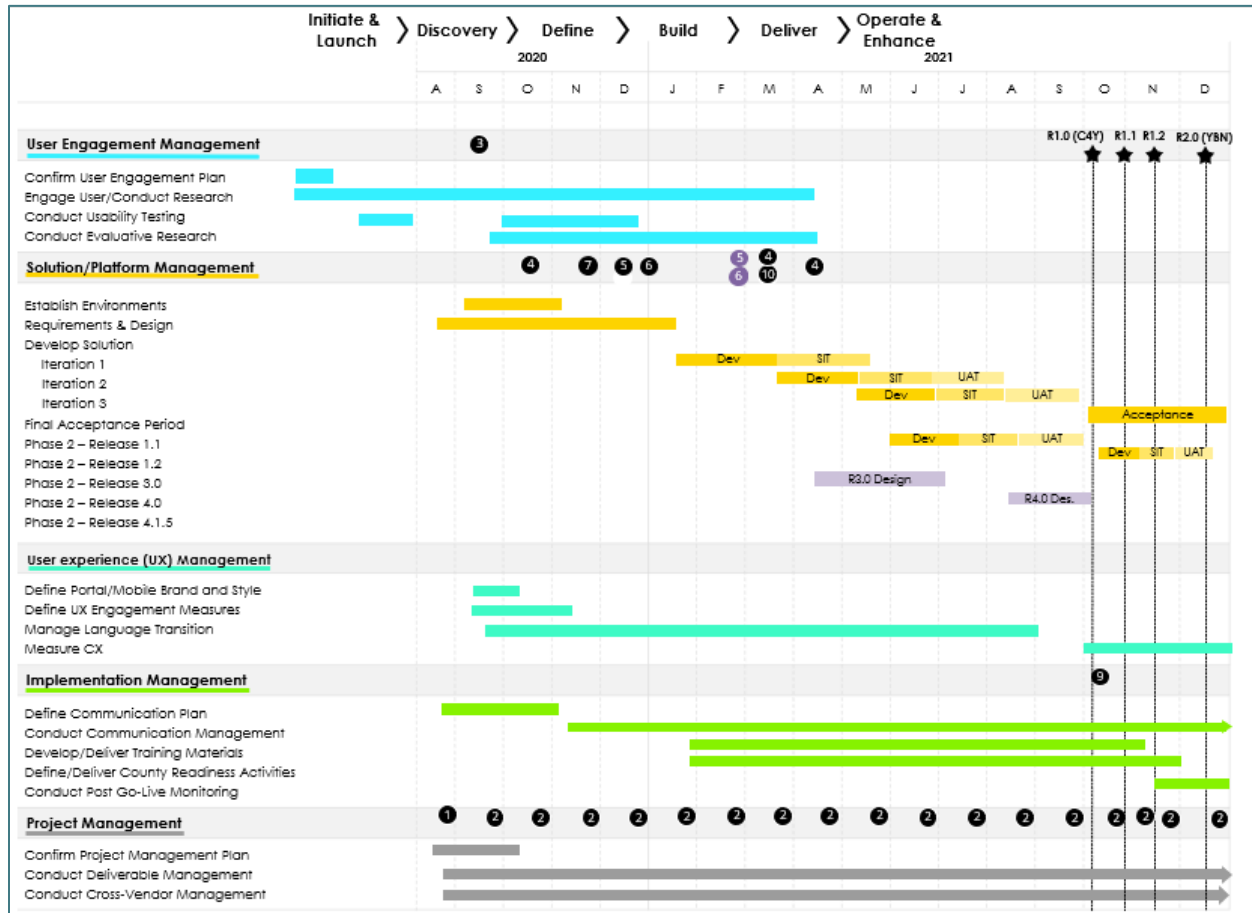 Initiate & Launch Discovery Define Build Deliver Operate & Enhance
2020 2021
A S O N D J F M A M J J A S O N D
R1.0 (C4Y) R1.1 R1.2 R2.0 (YBN)
User Engagement Management 3
Confirm User Engagement Plan
Engage User/Conduct Research
Conduct Usability Testing
Conduct Evaluative Research
Solution/Platform Management 4 7 5 6 5 6 4 10 4
Establish Environments
Requirements & Design
Develop Solution
Iteration 1 Dev SIT
Iteration 2 Dev SIT UAT
Iteration 3 Dev SIT UAT
Final Acceptance Period Acceptance
Phase 2 – Release 1.1 Dev SIT UAT
Phase 2 – Release 1.2 Dev SIT UAT
Phase 2 – Release 3.0 R3.0 Design
Phase 2 – Release 4.0 R4.0 Des.
Phase 2 – Release 4.1.5
User experience (UX) Management
Define Portal/Mobile Brand and Style
Define UX Engagement Measures
Manage Language Transition
Measure CX
Implementation Management 9
Define Communication Plan
Conduct Communication Management
Develop/Deliver Training Materials
Define/Deliver County Readiness Activities
Conduct Post Go-Live Monitoring
Project Management 1 2 2 2 2 2 2 2 2 2 2 2 2 2 2 2 2 2
Confirm Project Management Plan
Conduct Deliverable Management
Conduct Cross-Vendor Management